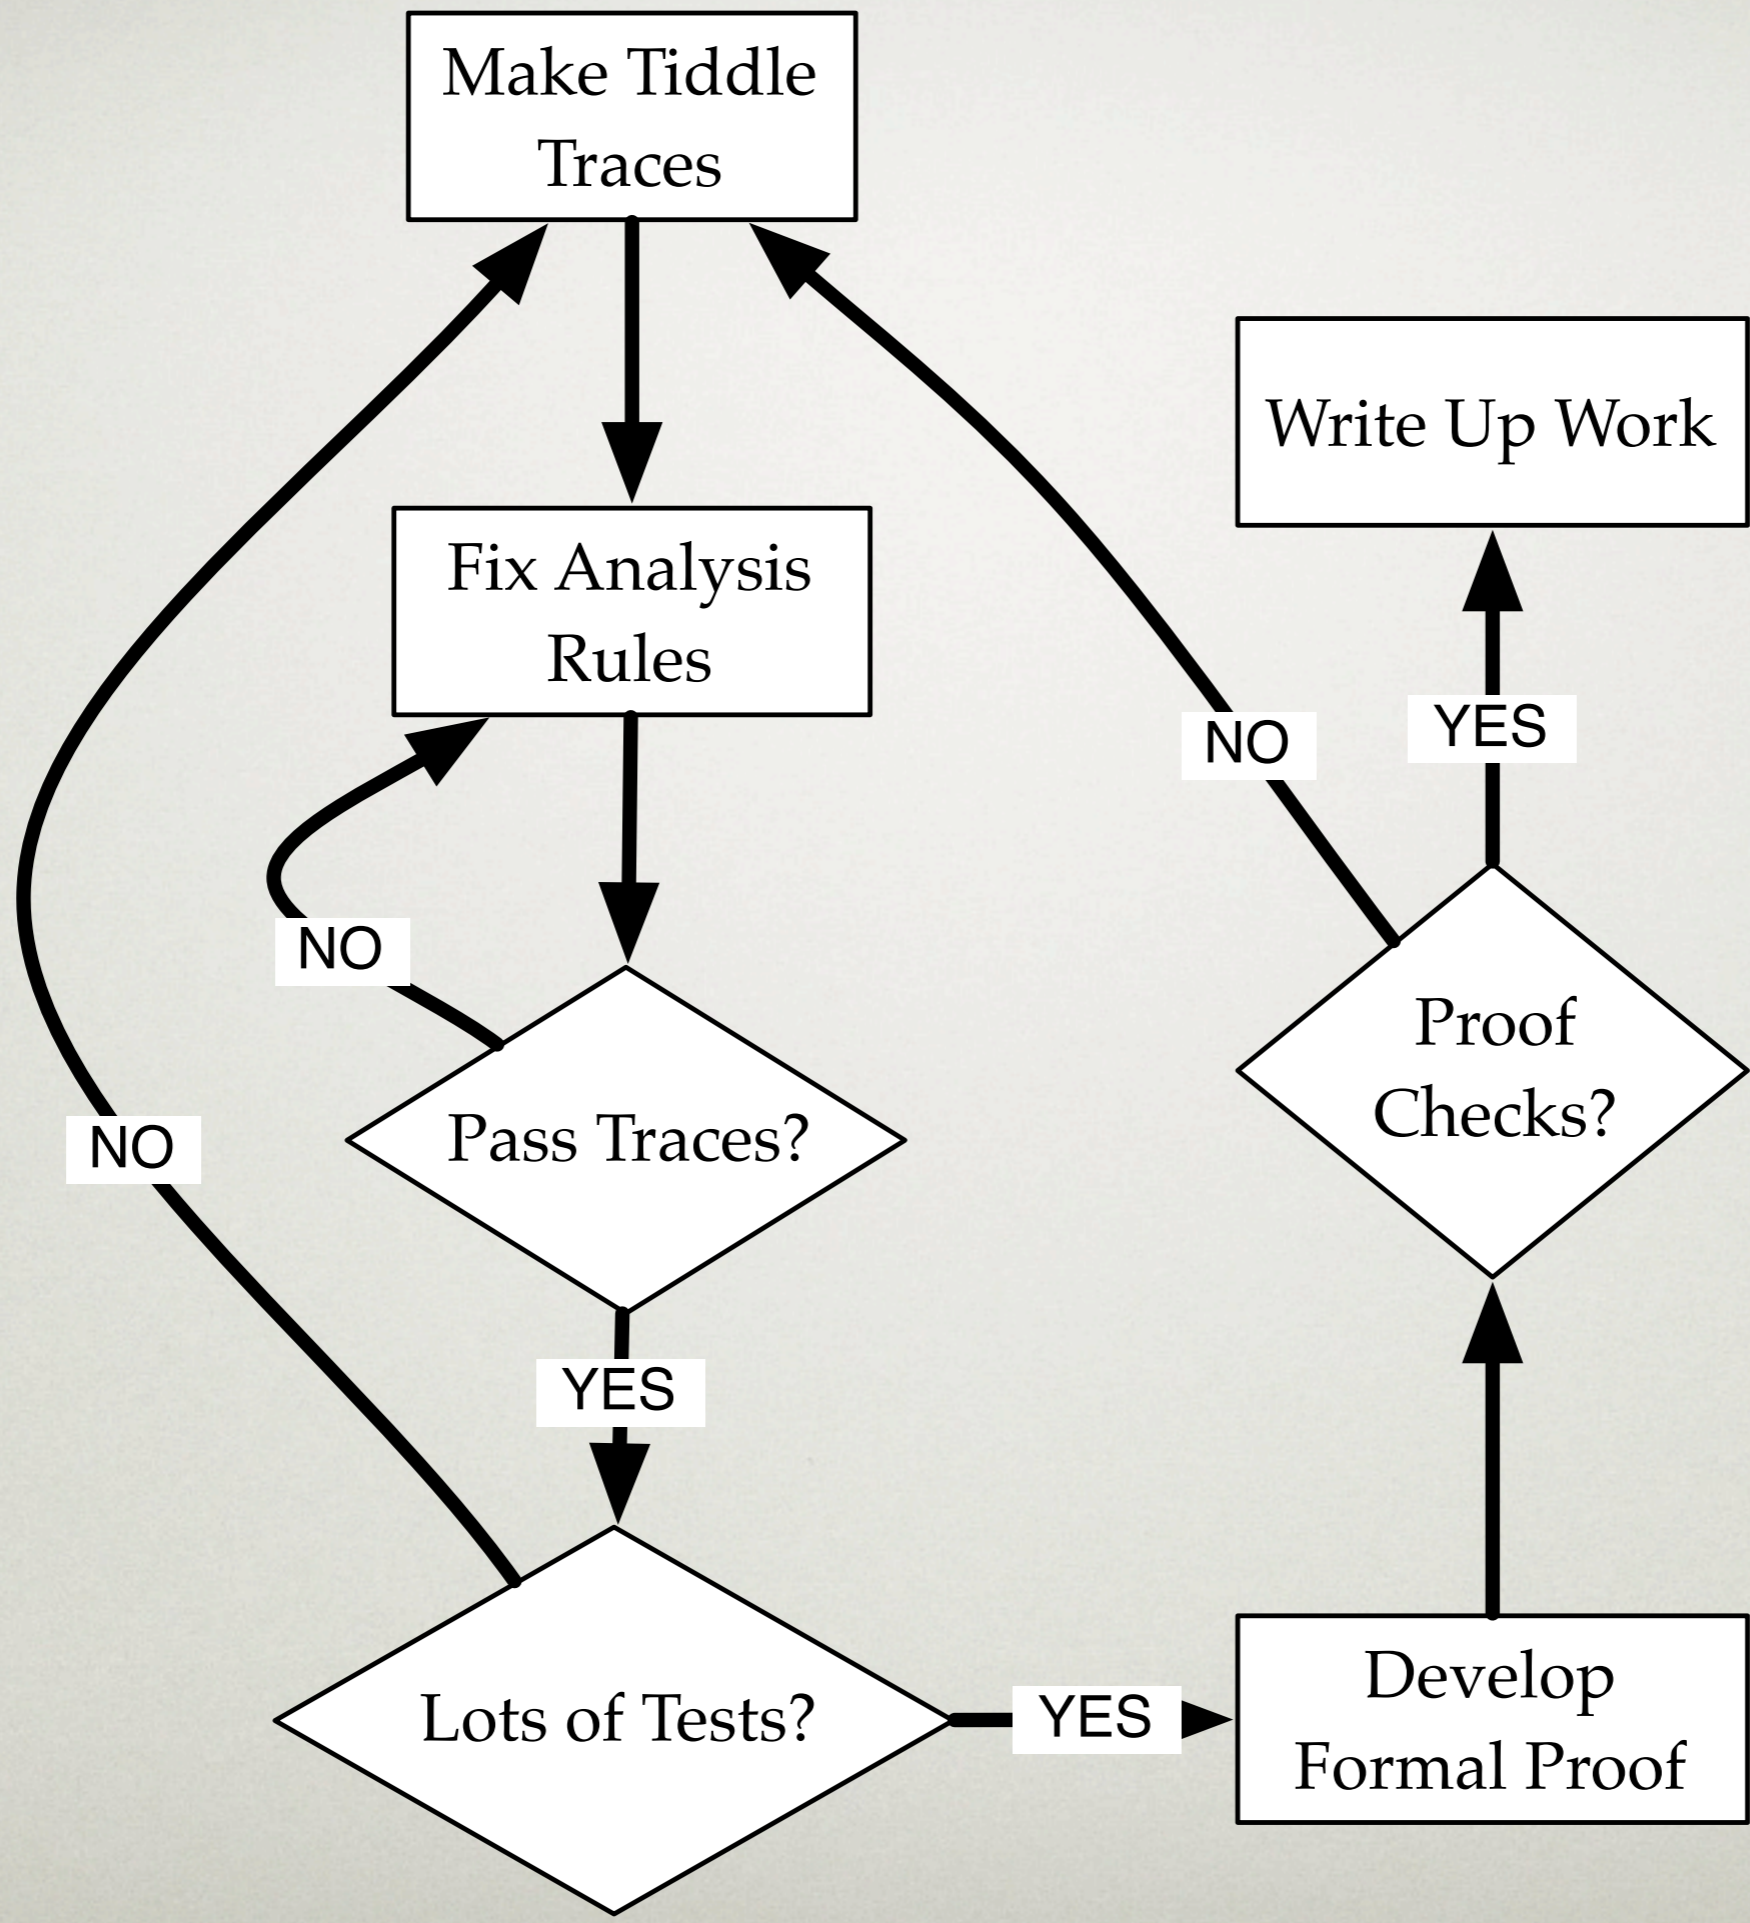 Make Tiddle
Traces
Fix Analysis
Rules
NO
Pass Traces?
NO
YES
Lots of Tests?
YES
Develop
Formal Proof
Proof
Checks?
NO
YES
Write Up Work